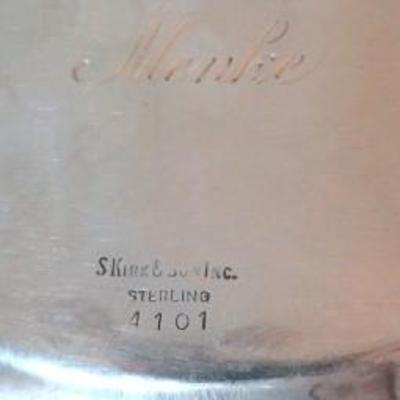 Menke
S. KIRK & SON INC.
STERLING
4101